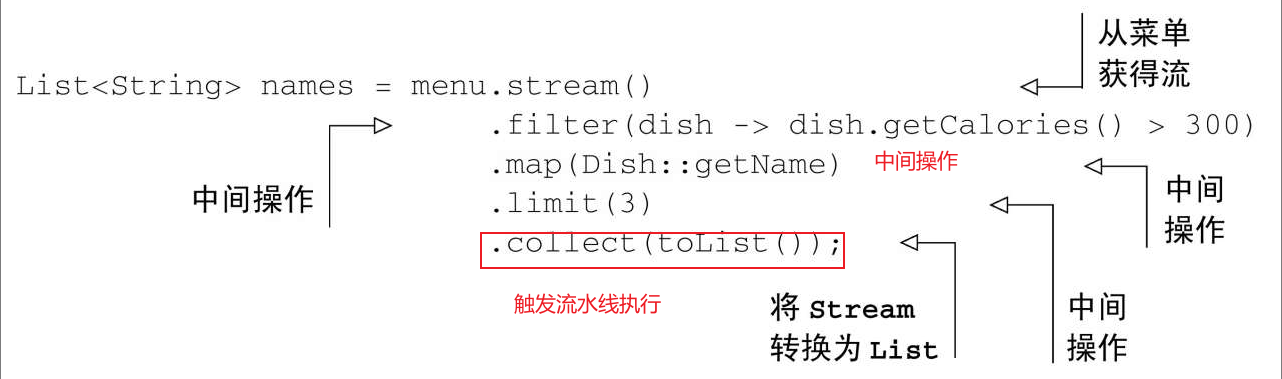 从菜单
获得流
List<String> names = menu.stream()
.filter(dish -> dish.getCalories() > 300)
.map(Dish::getName)
中间操作
中间操作
中间
操作
.limit(3)
.collect(toList());
触发流水线执行
将 Stream
转换为 List
中间
操作